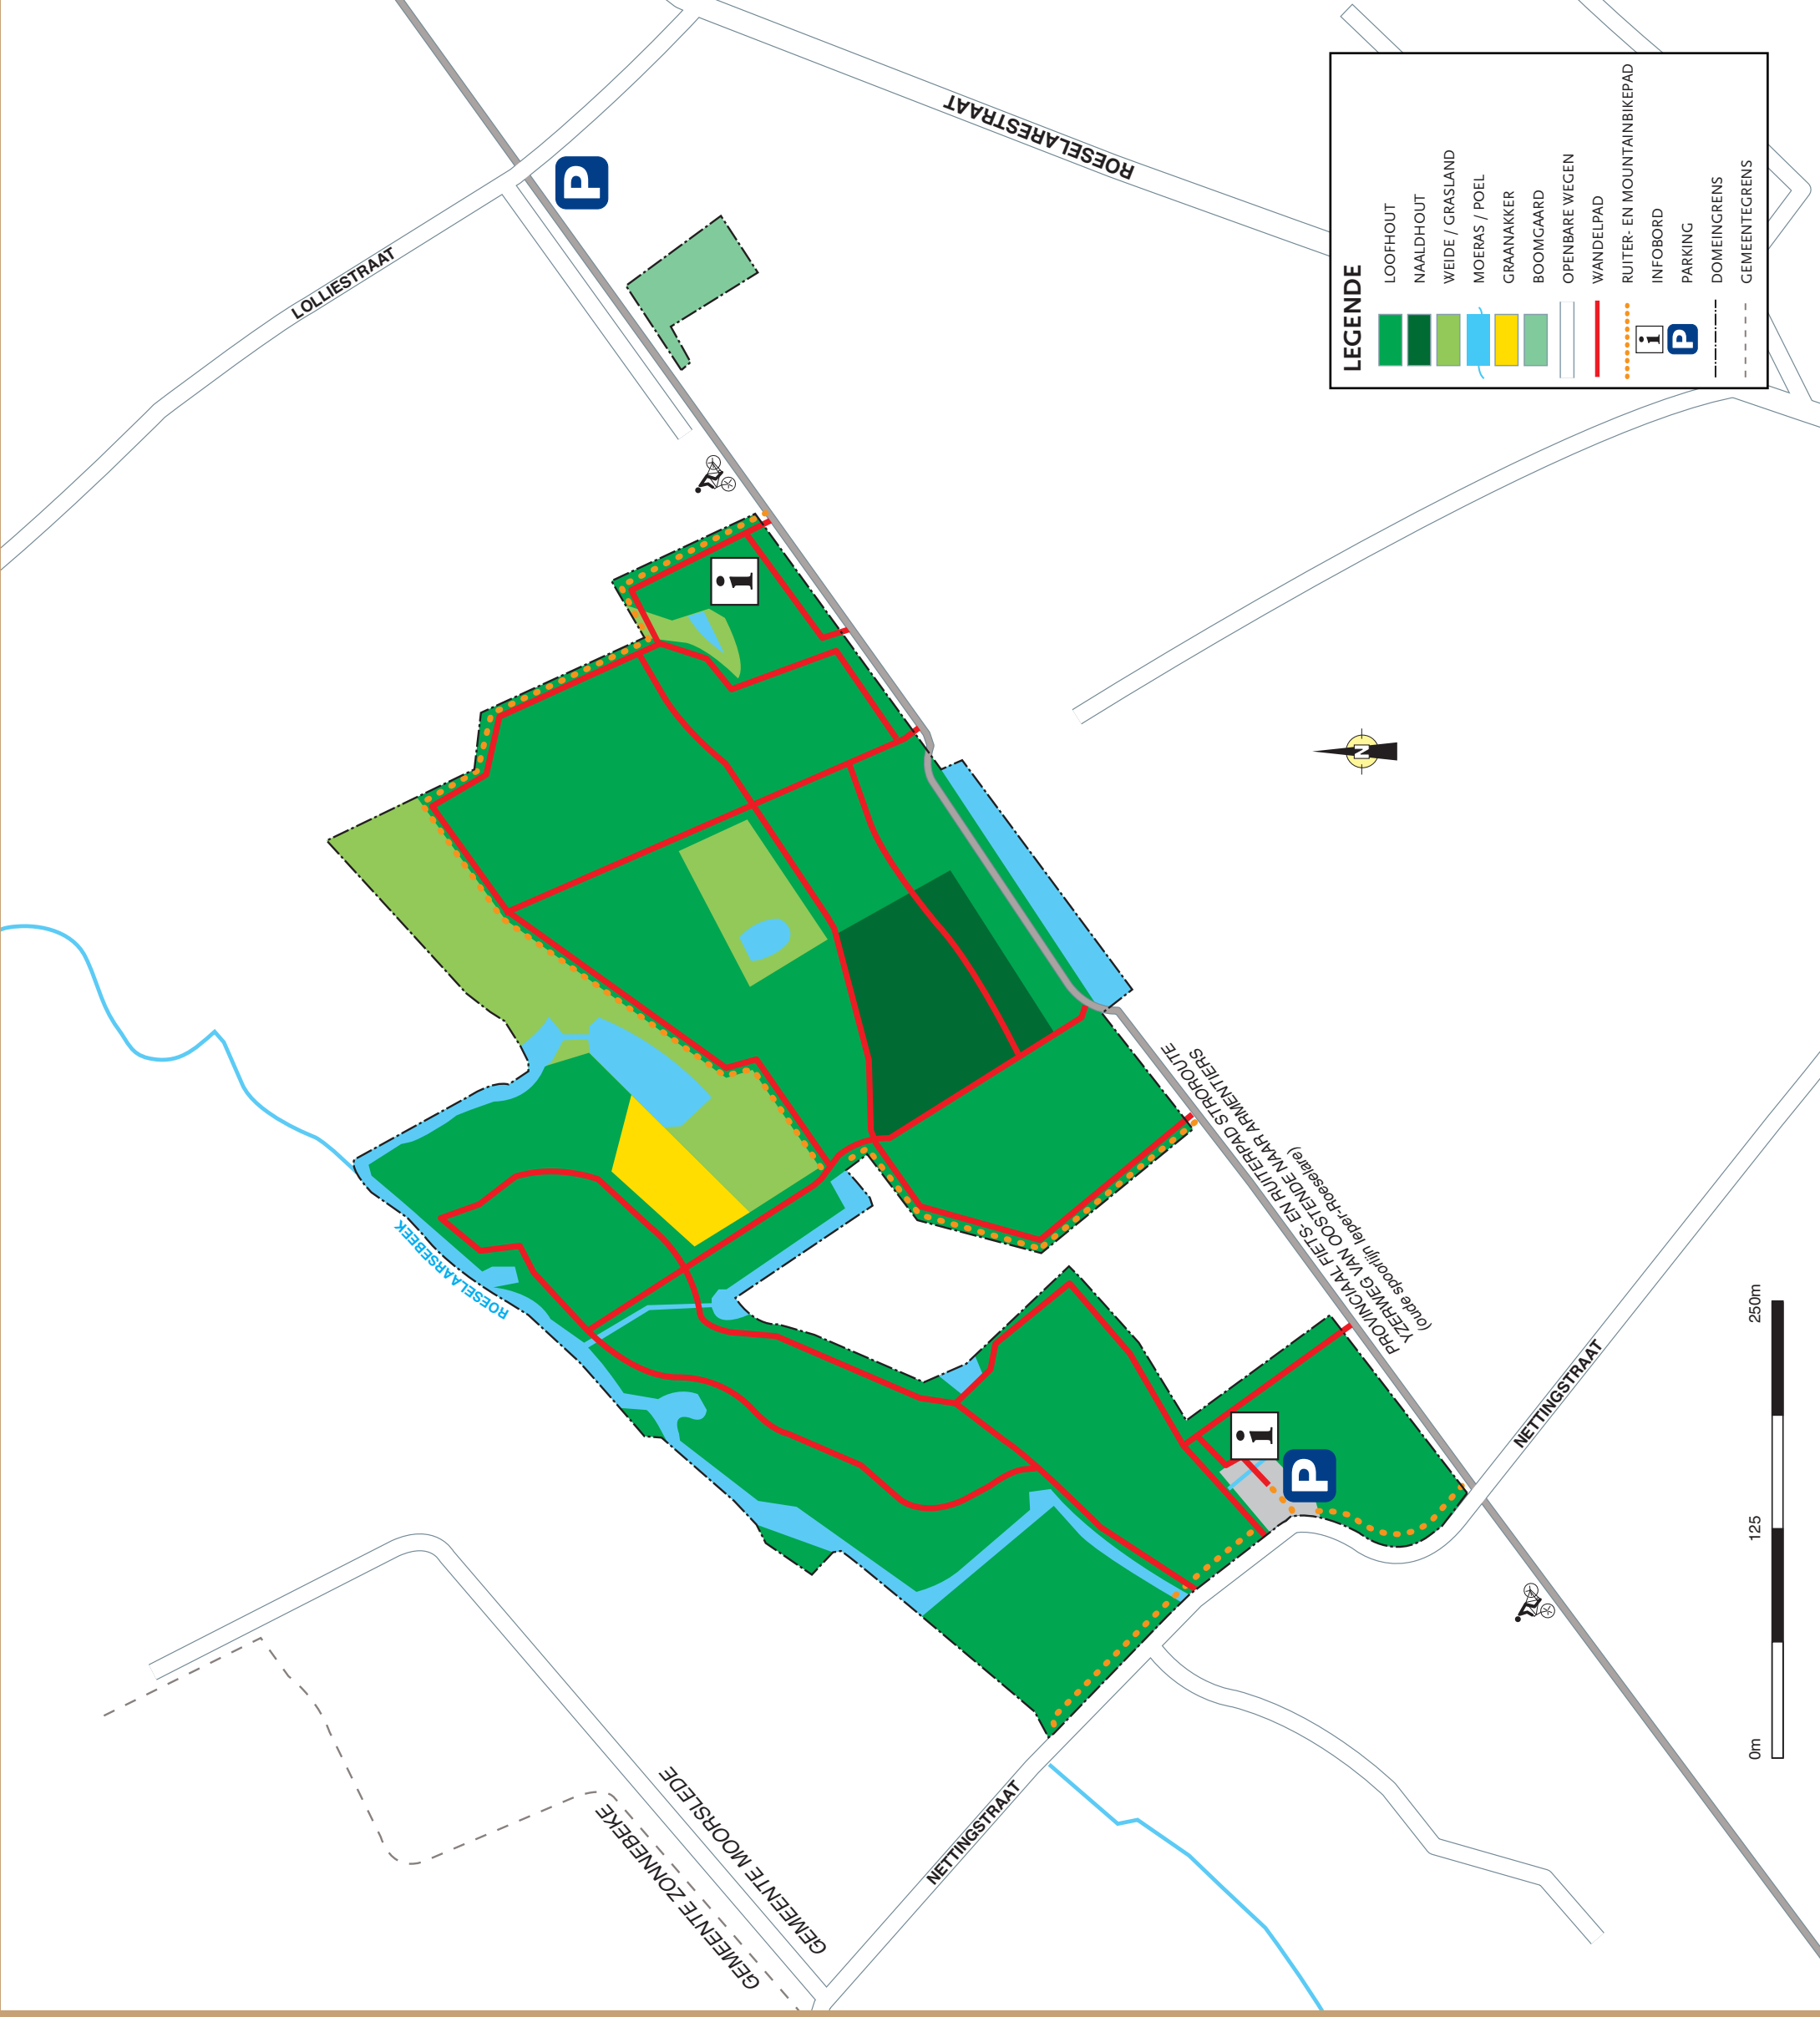 LEGENDE
LOOFHOUT
NAALDHOUT
WEIDE / GRASLAND
MOERAS / POEL
GRAANAKKER
BOOMGAARD
OPENBARE WEGEN
WANDELPAD
RUITER- EN MOUNTAINBIKEPAD
i INFOBORD
P PARKING
DOMEINGRENS
GEMEENTEGRENS
LOLLIESTRAAT
ROESELARESTRAAT
P
i
N
ROESELAARSBEEK
PROVINCIAAL FIETS- EN RUITERPAD STROROUTE
YZERWEG VAN OOSTENDE NAAR ARMENTIERS
(oude spoorlijn Ieper-Roeselare)
i
P
NETTINGSTRAAT
NETTINGSTRAAT
GEMEENTE MOORSLEDE
GEMEENTE ZONNEBEKE
0m
125
250m